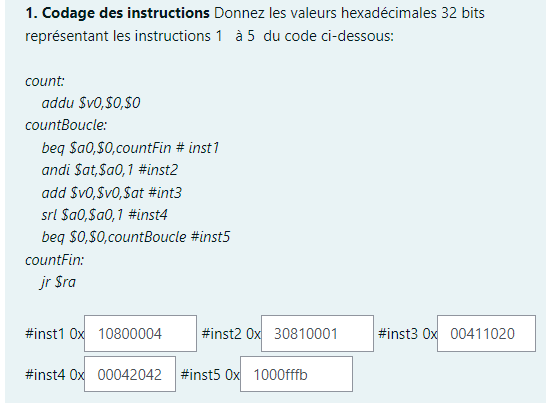 1. Codage des instructions Donnez les valeurs hexadécimales 32 bits
représentant les instructions 1 à 5 du code ci-dessous:
count:
addu $v0,$0,$0
countBoucle:
beq $a0,$0,countFin # inst1
andi $at,$a0,1 #inst2
add $v0,$v0,$at #int3
srl $a0,$a0,1 #inst4
beq $0,$0,countBoucle #inst5
countFin:
jr $ra
#inst1 0x 10800004 #inst2 0x 30810001 #inst3 0x 00411020
#inst4 0x 00042042 #inst5 0x 1000fffb